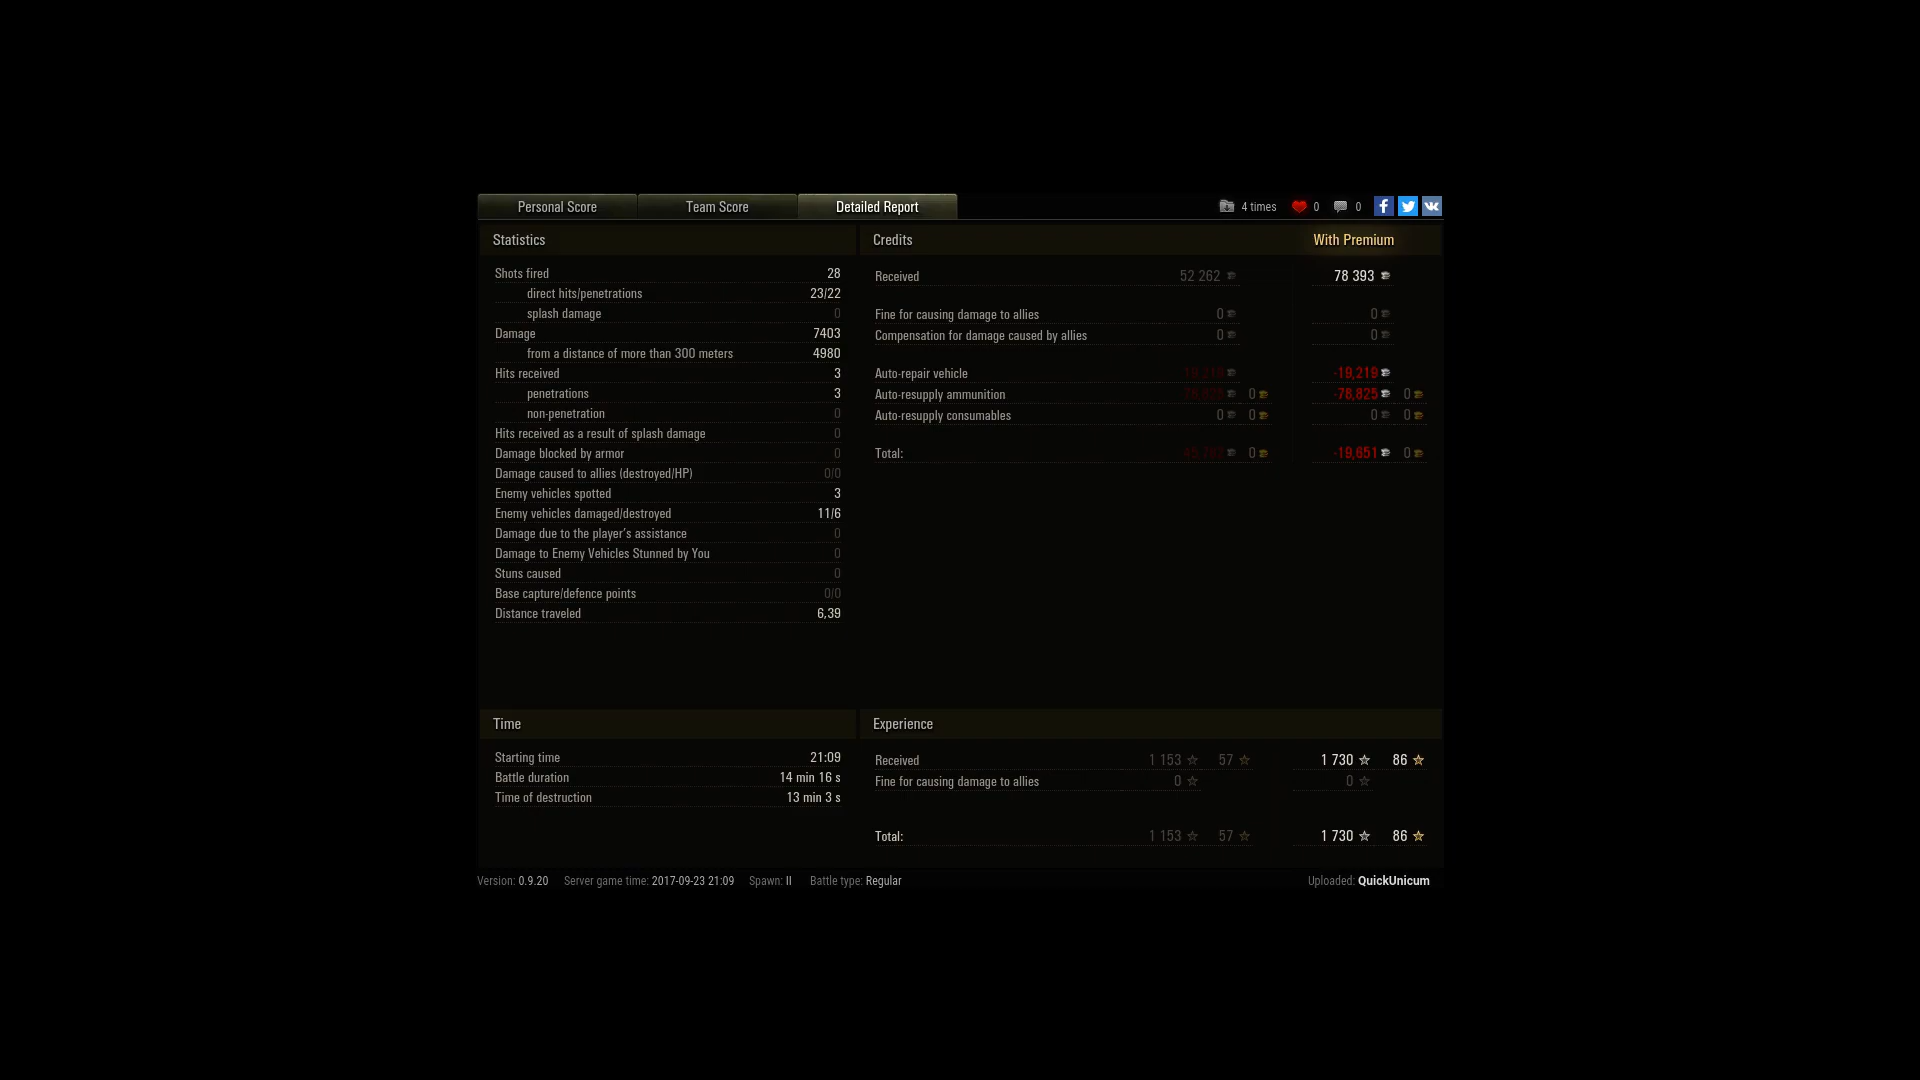 Personal Score Team Score Detailed Report 4 times 0 0
Statistics
Shots fired 28
direct hits/penetrations 23/22
splash damage 0
Damage 7403
from a distance of more than 300 meters 4980
Hits received 3
penetrations 3
non-penetration 0
Hits received as a result of splash damage 0
Damage blocked by armor 0
Damage caused to allies (destroyed/HP) 0/0
Enemy vehicles spotted 3
Enemy vehicles damaged/destroyed 11/6
Damage due to the player's assistance 0
Damage to Enemy Vehicles Stunned by You 0
Stuns caused 0
Base capture/defence points 0/0
Distance traveled 6,39
Credits With Premium
Received 52 262 78 393
Fine for causing damage to allies 0 0
Compensation for damage caused by allies 0 0
Auto-repair vehicle -19,219
Auto-resupply ammunition 0 -78,825 0
Auto-resupply consumables 0 0 0 0
Total: 0 -19,651 0
Time
Starting time 21:09
Battle duration 14 min 16 s
Time of destruction 13 min 3 s
Experience
Received 1 153 57 1 730 86
Fine for causing damage to allies 0 0
Total: 1 153 57 1 730 86
Version: 0.9.20 Server game time: 2017-09-23 21:09 Spawn: II Battle type: Regular Uploaded: QuickUnicum